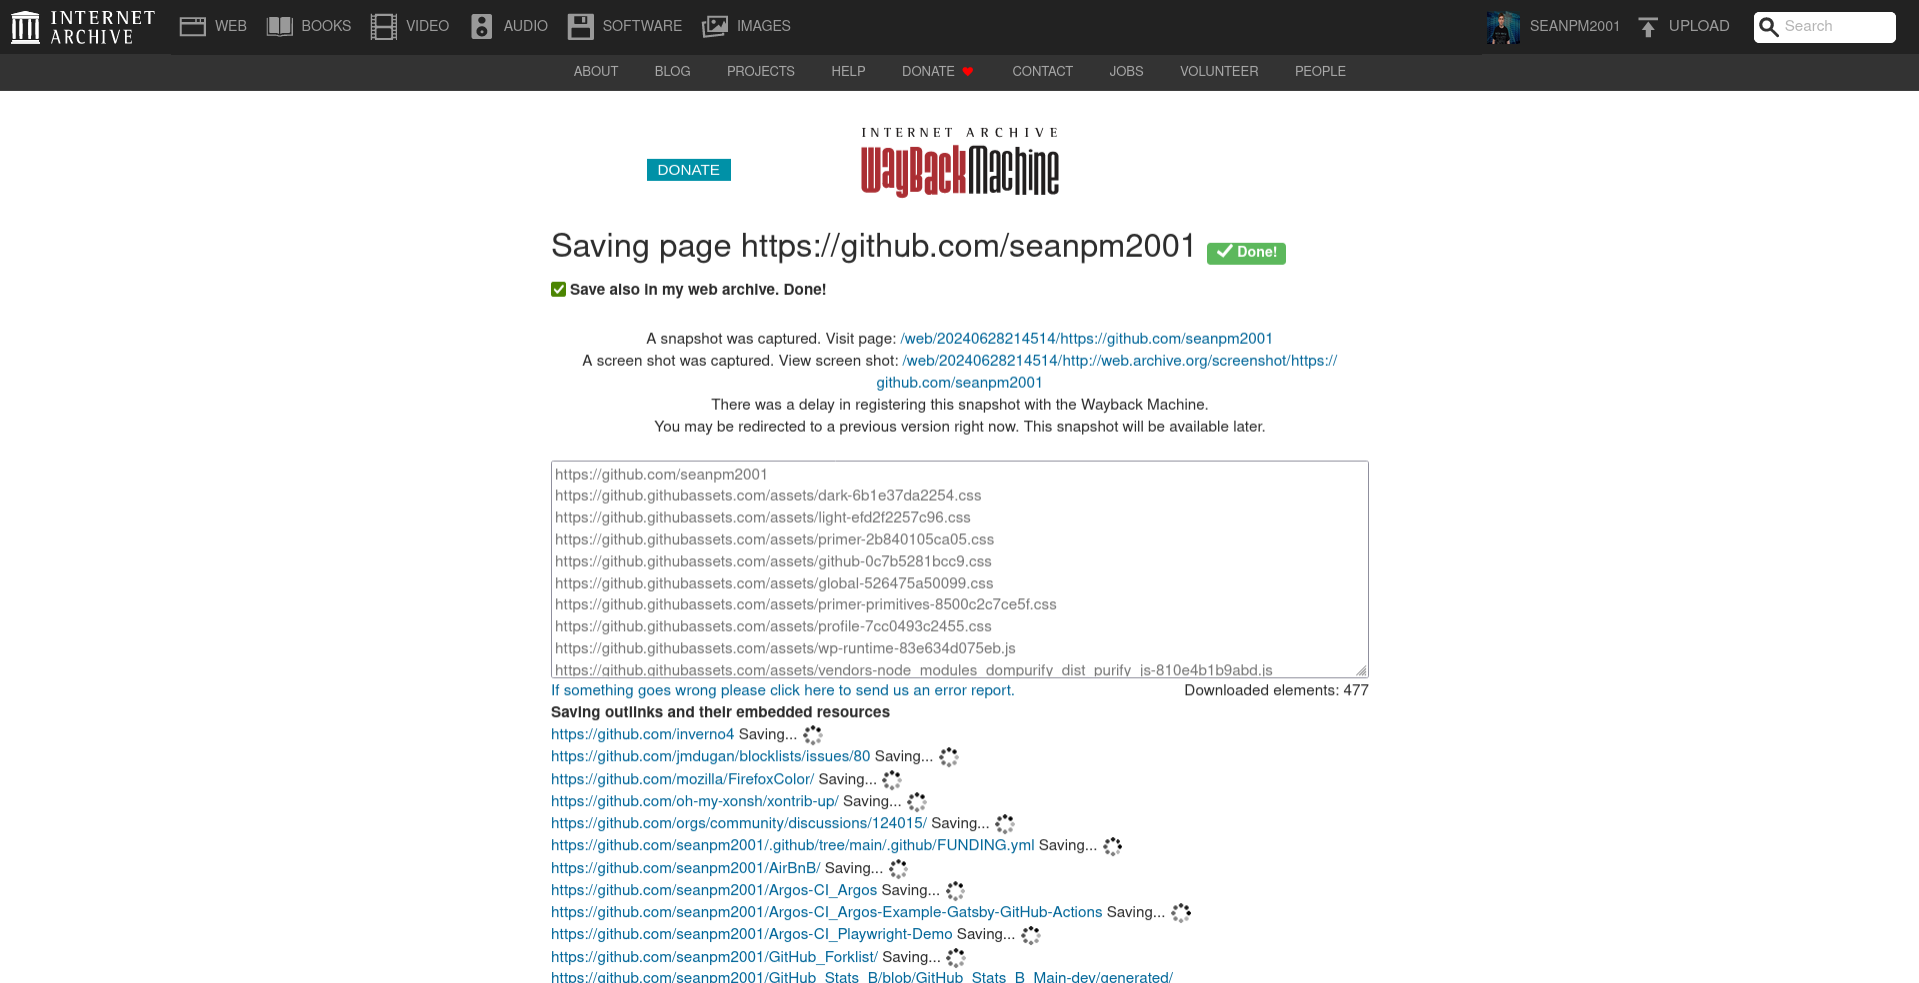 INTERNET ARCHIVE
WEB BOOKS VIDEO AUDIO SOFTWARE IMAGES SEANPM2001 UPLOAD Search
ABOUT BLOG PROJECTS HELP DONATE CONTACT JOBS VOLUNTEER PEOPLE
INTERNET ARCHIVE
WayBackMachine
DONATE
Saving page https://github.com/seanpm2001 Done!
Save also in my web archive. Done!
A snapshot was captured. Visit page: /web/20240628214514/https://github.com/seanpm2001
A screen shot was captured. View screen shot: /web/20240628214514/http://web.archive.org/screenshot/https://
github.com/seanpm2001
There was a delay in registering this snapshot with the Wayback Machine.
You may be redirected to a previous version right now. This snapshot will be available later.
https://github.com/seanpm2001
https://github.githubassets.com/assets/dark-6b1e37da2254.css
https://github.githubassets.com/assets/light-efd2f2257c96.css
https://github.githubassets.com/assets/primer-2b840105ca05.css
https://github.githubassets.com/assets/github-0c7b5281bcc9.css
https://github.githubassets.com/assets/global-526475a50099.css
https://github.githubassets.com/assets/primer-primitives-8500c2c7ce5f.css
https://github.githubassets.com/assets/profile-7cc0493c2455.css
https://github.githubassets.com/assets/wp-runtime-83e634d075eb.js
https://github.githubassets.com/assets/vendors-node_modules_dompurify_dist_purify_js-810e4b1b9abd.js
If something goes wrong please click here to send us an error report. Downloaded elements: 477
Saving outlinks and their embedded resources
https://github.com/inverno4 Saving...
https://github.com/jmdugan/blocklists/issues/80 Saving...
https://github.com/mozilla/FirefoxColor/ Saving...
https://github.com/oh-my-xonsh/xontrib-up/ Saving...
https://github.com/orgs/community/discussions/124015/ Saving...
https://github.com/seanpm2001/.github/tree/main/.github/FUNDING.yml Saving...
https://github.com/seanpm2001/AirBnB/ Saving...
https://github.com/seanpm2001/Argos-CI_Argos Saving...
https://github.com/seanpm2001/Argos-CI_Argos-Example-Gatsby-GitHub-Actions Saving...
https://github.com/seanpm2001/Argos-CI_Playwright-Demo Saving...
https://github.com/seanpm2001/GitHub_Forklist/ Saving...
https://github.com/seanpm2001/GitHub_Stats_B/blob/GitHub_Stats_B_Main-dev/generated/